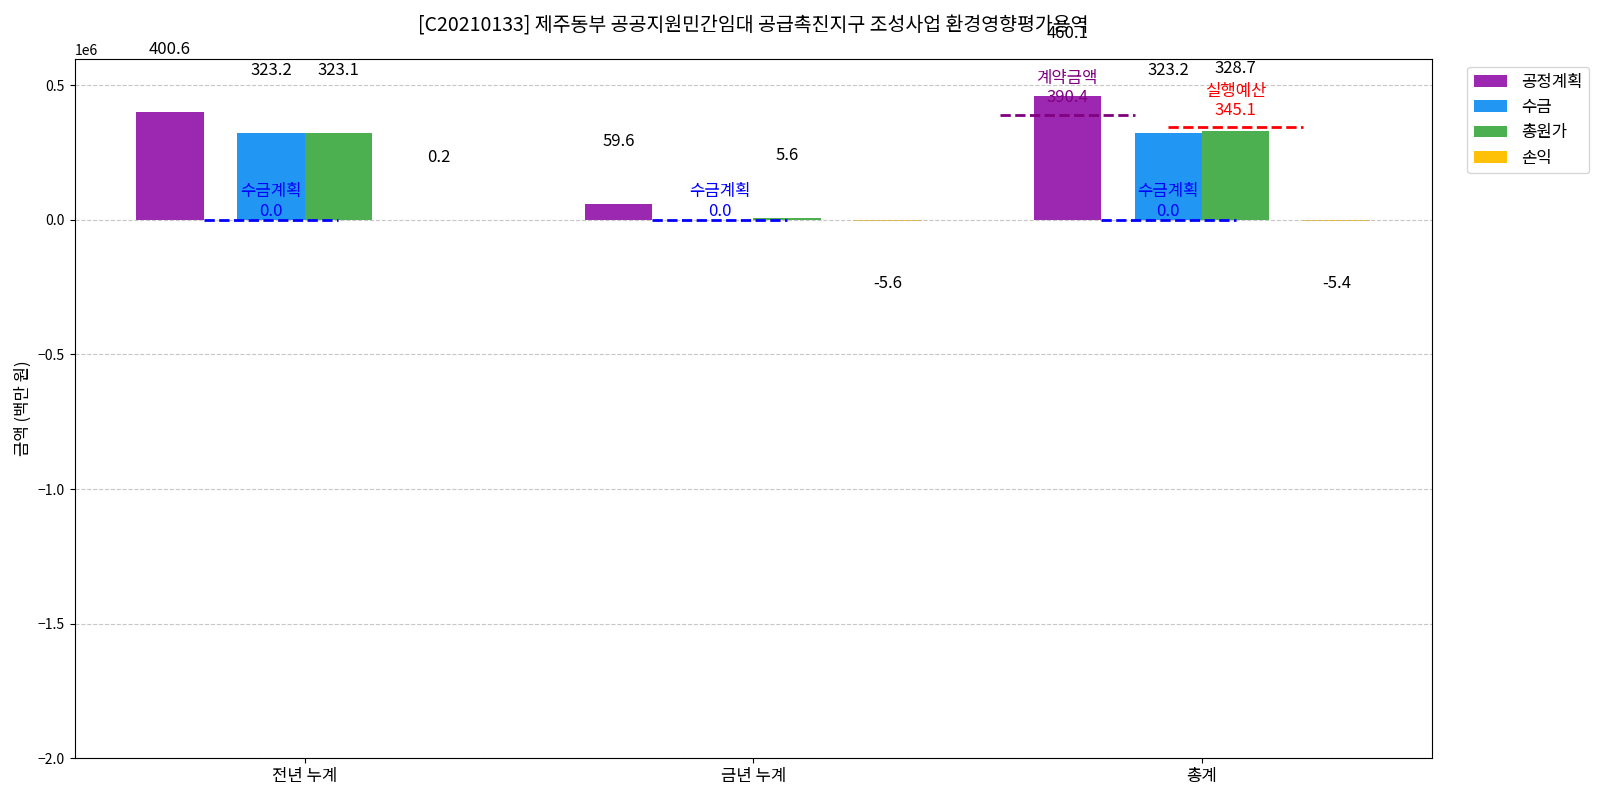 [C20210133] 제주동부 공공지원민간임대 공급촉진지구 조성사업 환경영향평가용역
1e6
금액 (백만 원)
0.5
0.0
−0.5
−1.0
−1.5
−2.0
400.6
323.2
323.1
0.2
수금계획
0.0
59.6
5.6
-5.6
수금계획
0.0
460.1
323.2
328.7
-5.4
계약금액
390.4
실행예산
345.1
수금계획
0.0
전년 누계
금년 누계
총계
공정계획
수금
총원가
손익